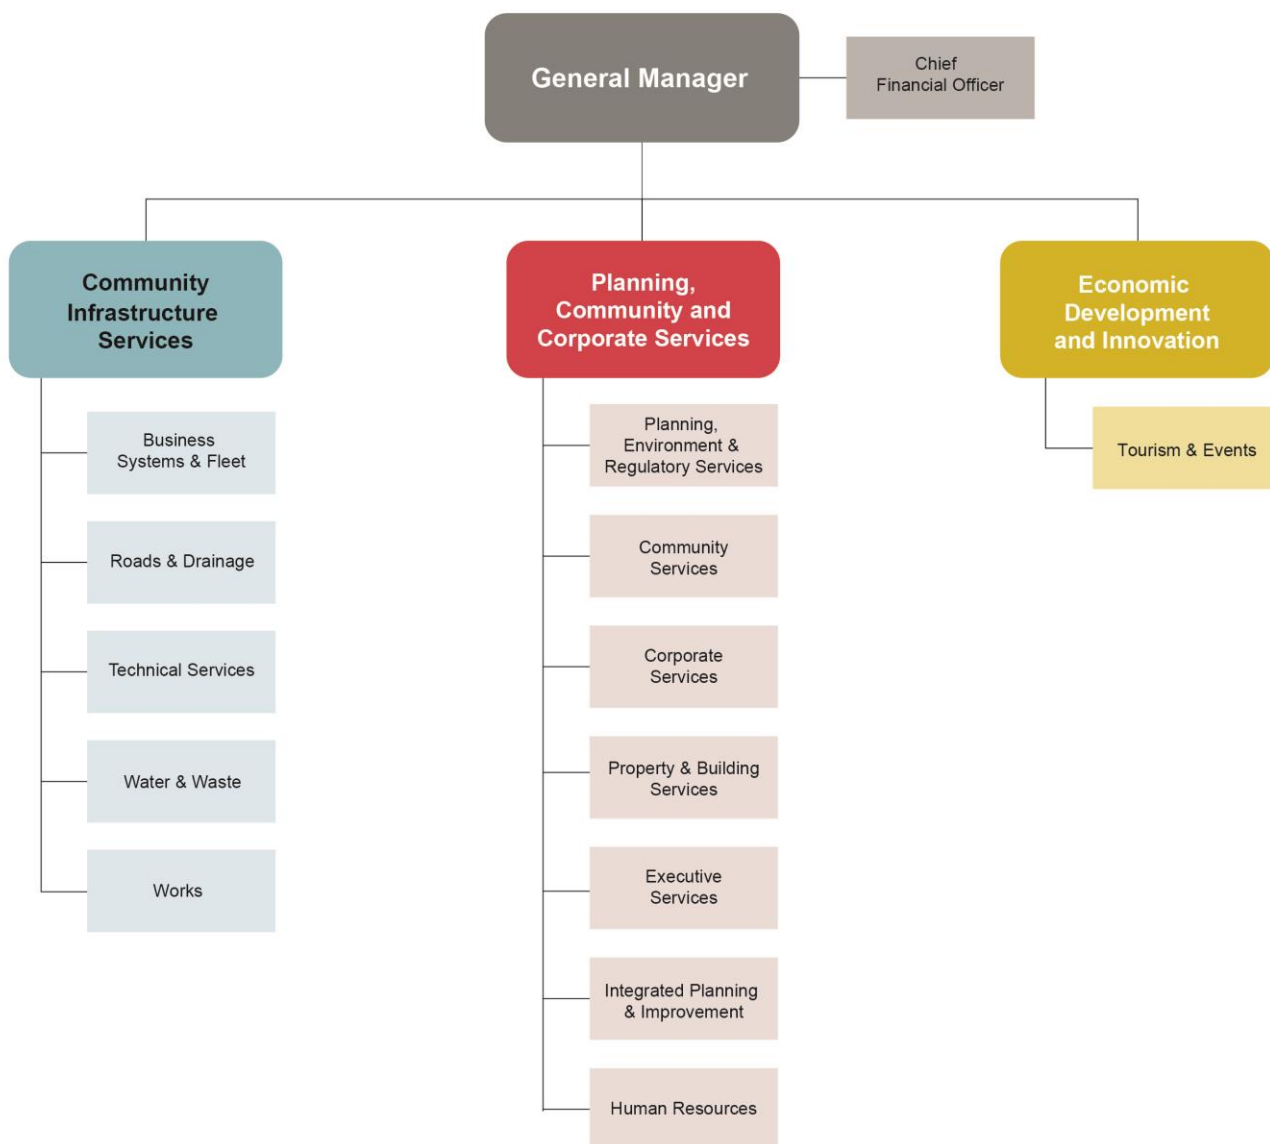 General Manager
Chief
Financial Officer
Community
Infrastructure
Services
Business
Systems & Fleet
Roads & Drainage
Technical Services
Water & Waste
Works
Planning,
Community and
Corporate Services
Planning,
Environment &
Regulatory Services
Community
Services
Corporate
Services
Property & Building
Services
Executive
Services
Integrated Planning
& Improvement
Human Resources
Economic
Development
and Innovation
Tourism & Events